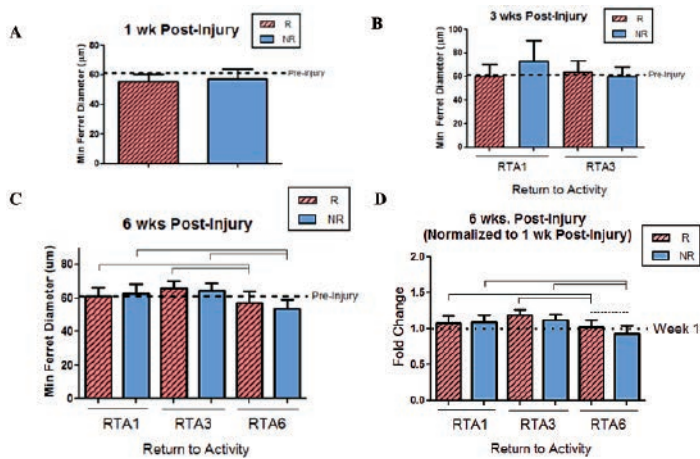 A
1 wk Post-Injury
R
NR
Min Ferret Diameter (µm)
80
60
40
20
0
Pre-Injury
B
3 wks Post-Injury
R
NR
Min Ferret Diameter (µm)
100
80
60
40
20
0
Pre-Injury
RTA1
RTA3
Return to Activity
C
6 wks Post-Injury
R
NR
Min Ferret Diameter (um)
80
60
40
20
0
Pre-Injury
RTA1
RTA3
RTA6
Return to Activity
D
6 wks. Post-Injury
(Normalized to 1 wk Post-Injury)
R
NR
Fold Change
2.0
1.5
1.0
0.5
0.0
Week 1
RTA1
RTA3
RTA6
Return to Activity